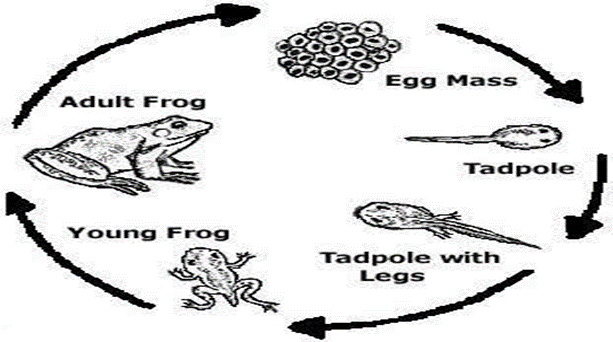 Egg Mass
Adult Frog
Tadpole
Young Frog
Tadpole with
Legs